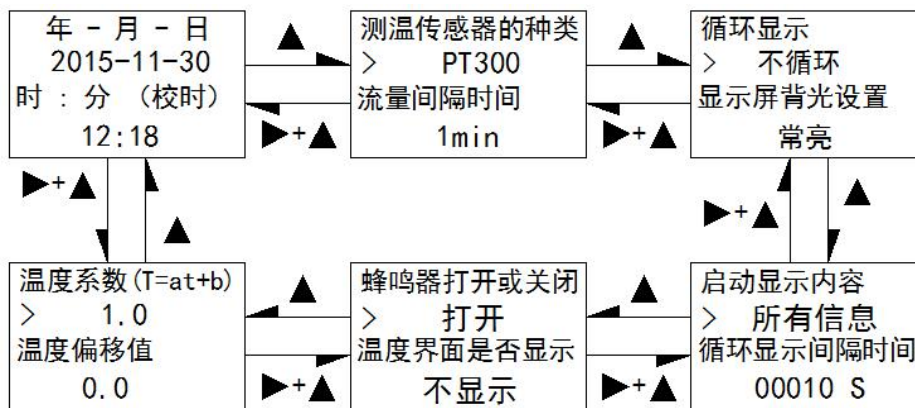 年-月-日
2015-11-30
时:分 (校时)
12:18
测温传感器的种类
> PT300
流量间隔时间
1min
循环显示
> 不循环
显示屏背光设置
常亮
▲
▲
▶+▲
▶+▲
▶+▲
▲
▶+▲
▲
温度系数(T=at+b)
> 1.0
温度偏移值
0.0
蜂鸣器打开或关闭
> 打开
温度界面是否显示
不显示
启动显示内容
> 所有信息
循环显示间隔时间
00010 S
▲
▲
▶+▲
▶+▲